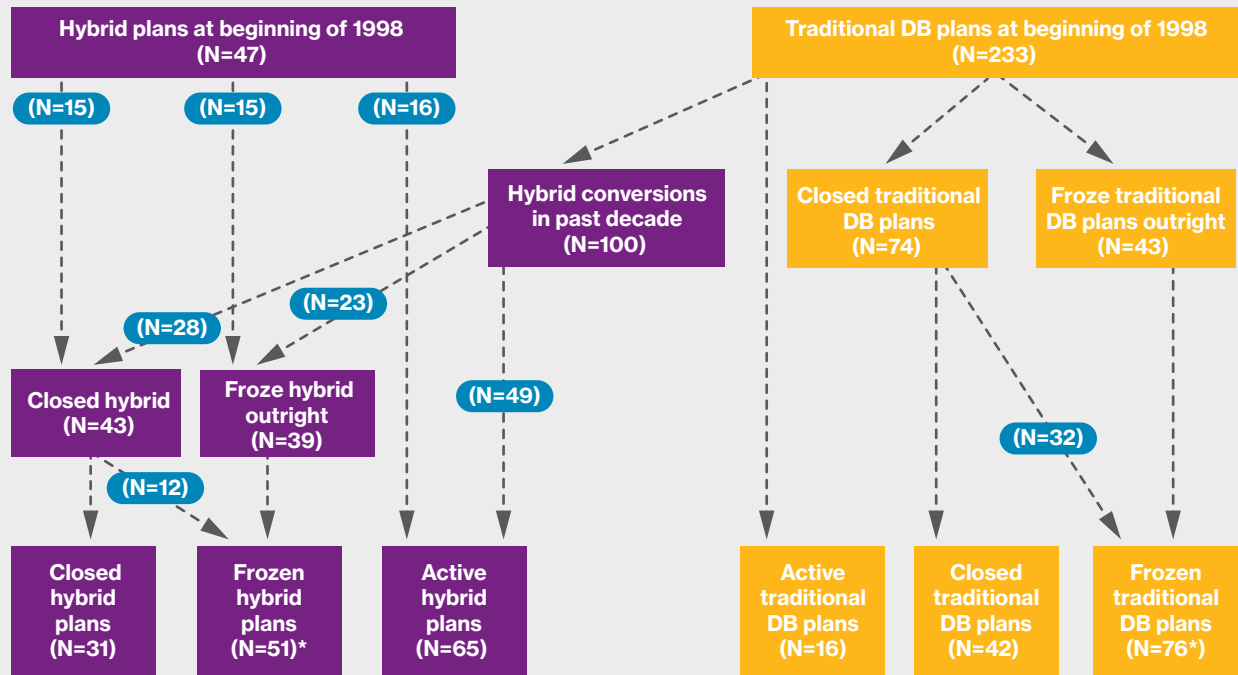 Hybrid plans at beginning of 1998
(N=47)
Traditional DB plans at beginning of 1998
(N=233)
(N=15)
(N=15)
(N=16)
Hybrid conversions
in past decade
(N=100)
Closed traditional
DB plans
(N=74)
Froze traditional
DB plans outright
(N=43)
(N=28)
(N=23)
Closed hybrid
(N=43)
Froze hybrid
outright
(N=39)
(N=49)
(N=32)
(N=12)
Closed
hybrid
plans
(N=31)
Frozen
hybrid
plans
(N=51)*
Active
hybrid
plans
(N=65)
Active
traditional
DB plans
(N=16)
Closed
traditional
DB plans
(N=42)
Frozen
traditional
DB plans
(N=76*)